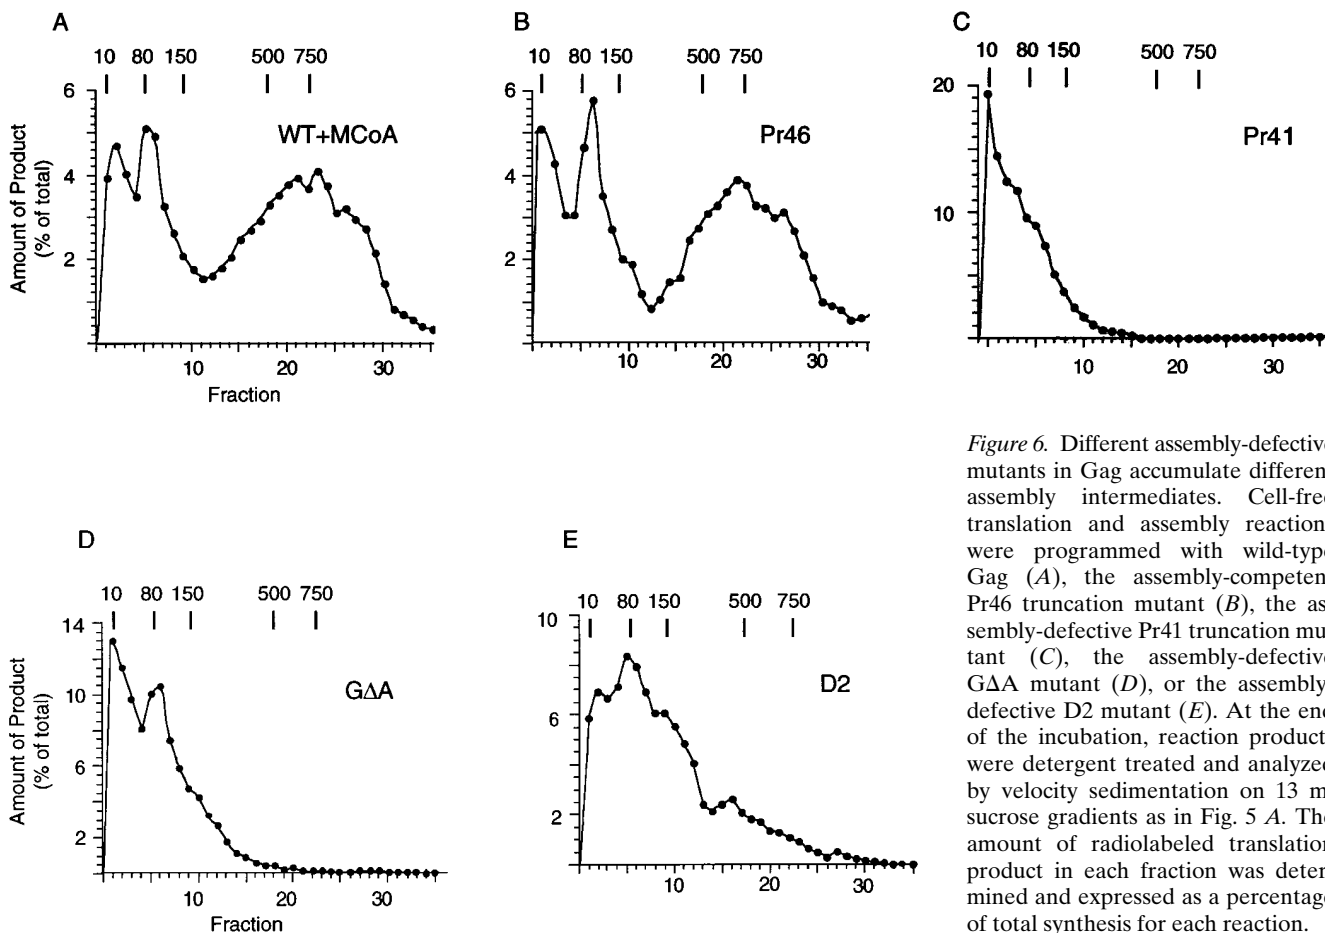 A
10 80 150 500 750
6
4
2
Amount of Product
(% of total)
WT+MCoA
10 20 30
Fraction
B
10 80 150 500 750
6
4
2
Pr46
10 20 30
C
10 80 150 500 750
20
10
Pr41
10 20 30
D
10 80 150 500 750
14
10
6
2
Amount of Product
(% of total)
GΔA
10 20 30
Fraction
E
10 80 150 500 750
10
6
2
D2
10 20 30
Figure 6. Different assembly-defective
mutants in Gag accumulate differen
assembly intermediates. Cell-free
translation and assembly reaction
were programmed with wild-type
Gag (A), the assembly-competen
Pr46 truncation mutant (B), the as
sembly-defective Pr41 truncation mu
tant (C), the assembly-defective
GΔA mutant (D), or the assembly
defective D2 mutant (E). At the end
of the incubation, reaction product
were detergent treated and analyzed
by velocity sedimentation on 13 m
sucrose gradients as in Fig. 5 A. The
amount of radiolabeled translation
product in each fraction was deter
mined and expressed as a percentage
of total synthesis for each reaction.